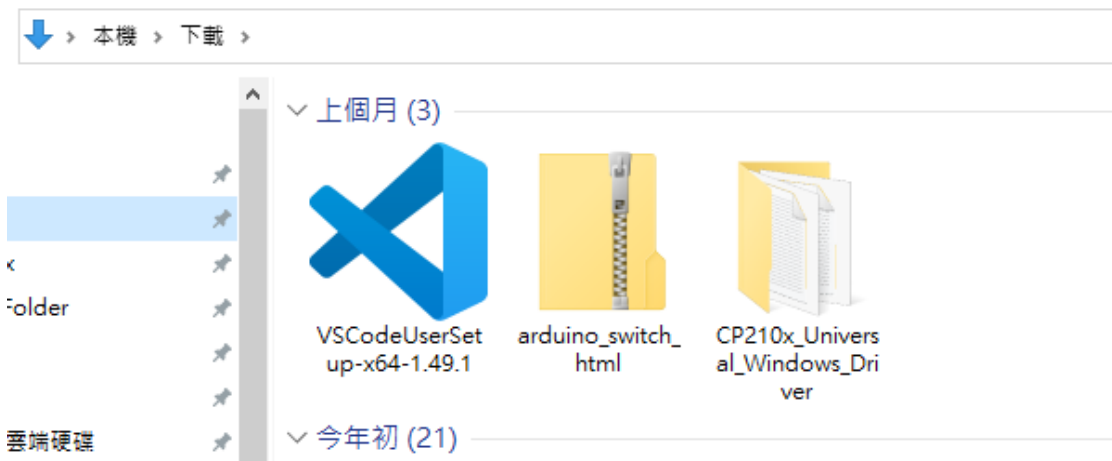 本機 下載
上個月 (3)
VSCodeUserSet
up-x64-1.49.1
arduino_switch_
html
CP210x_Univers
al_Windows_Dri
ver
x
Folder
雲端硬碟
今年初 (21)